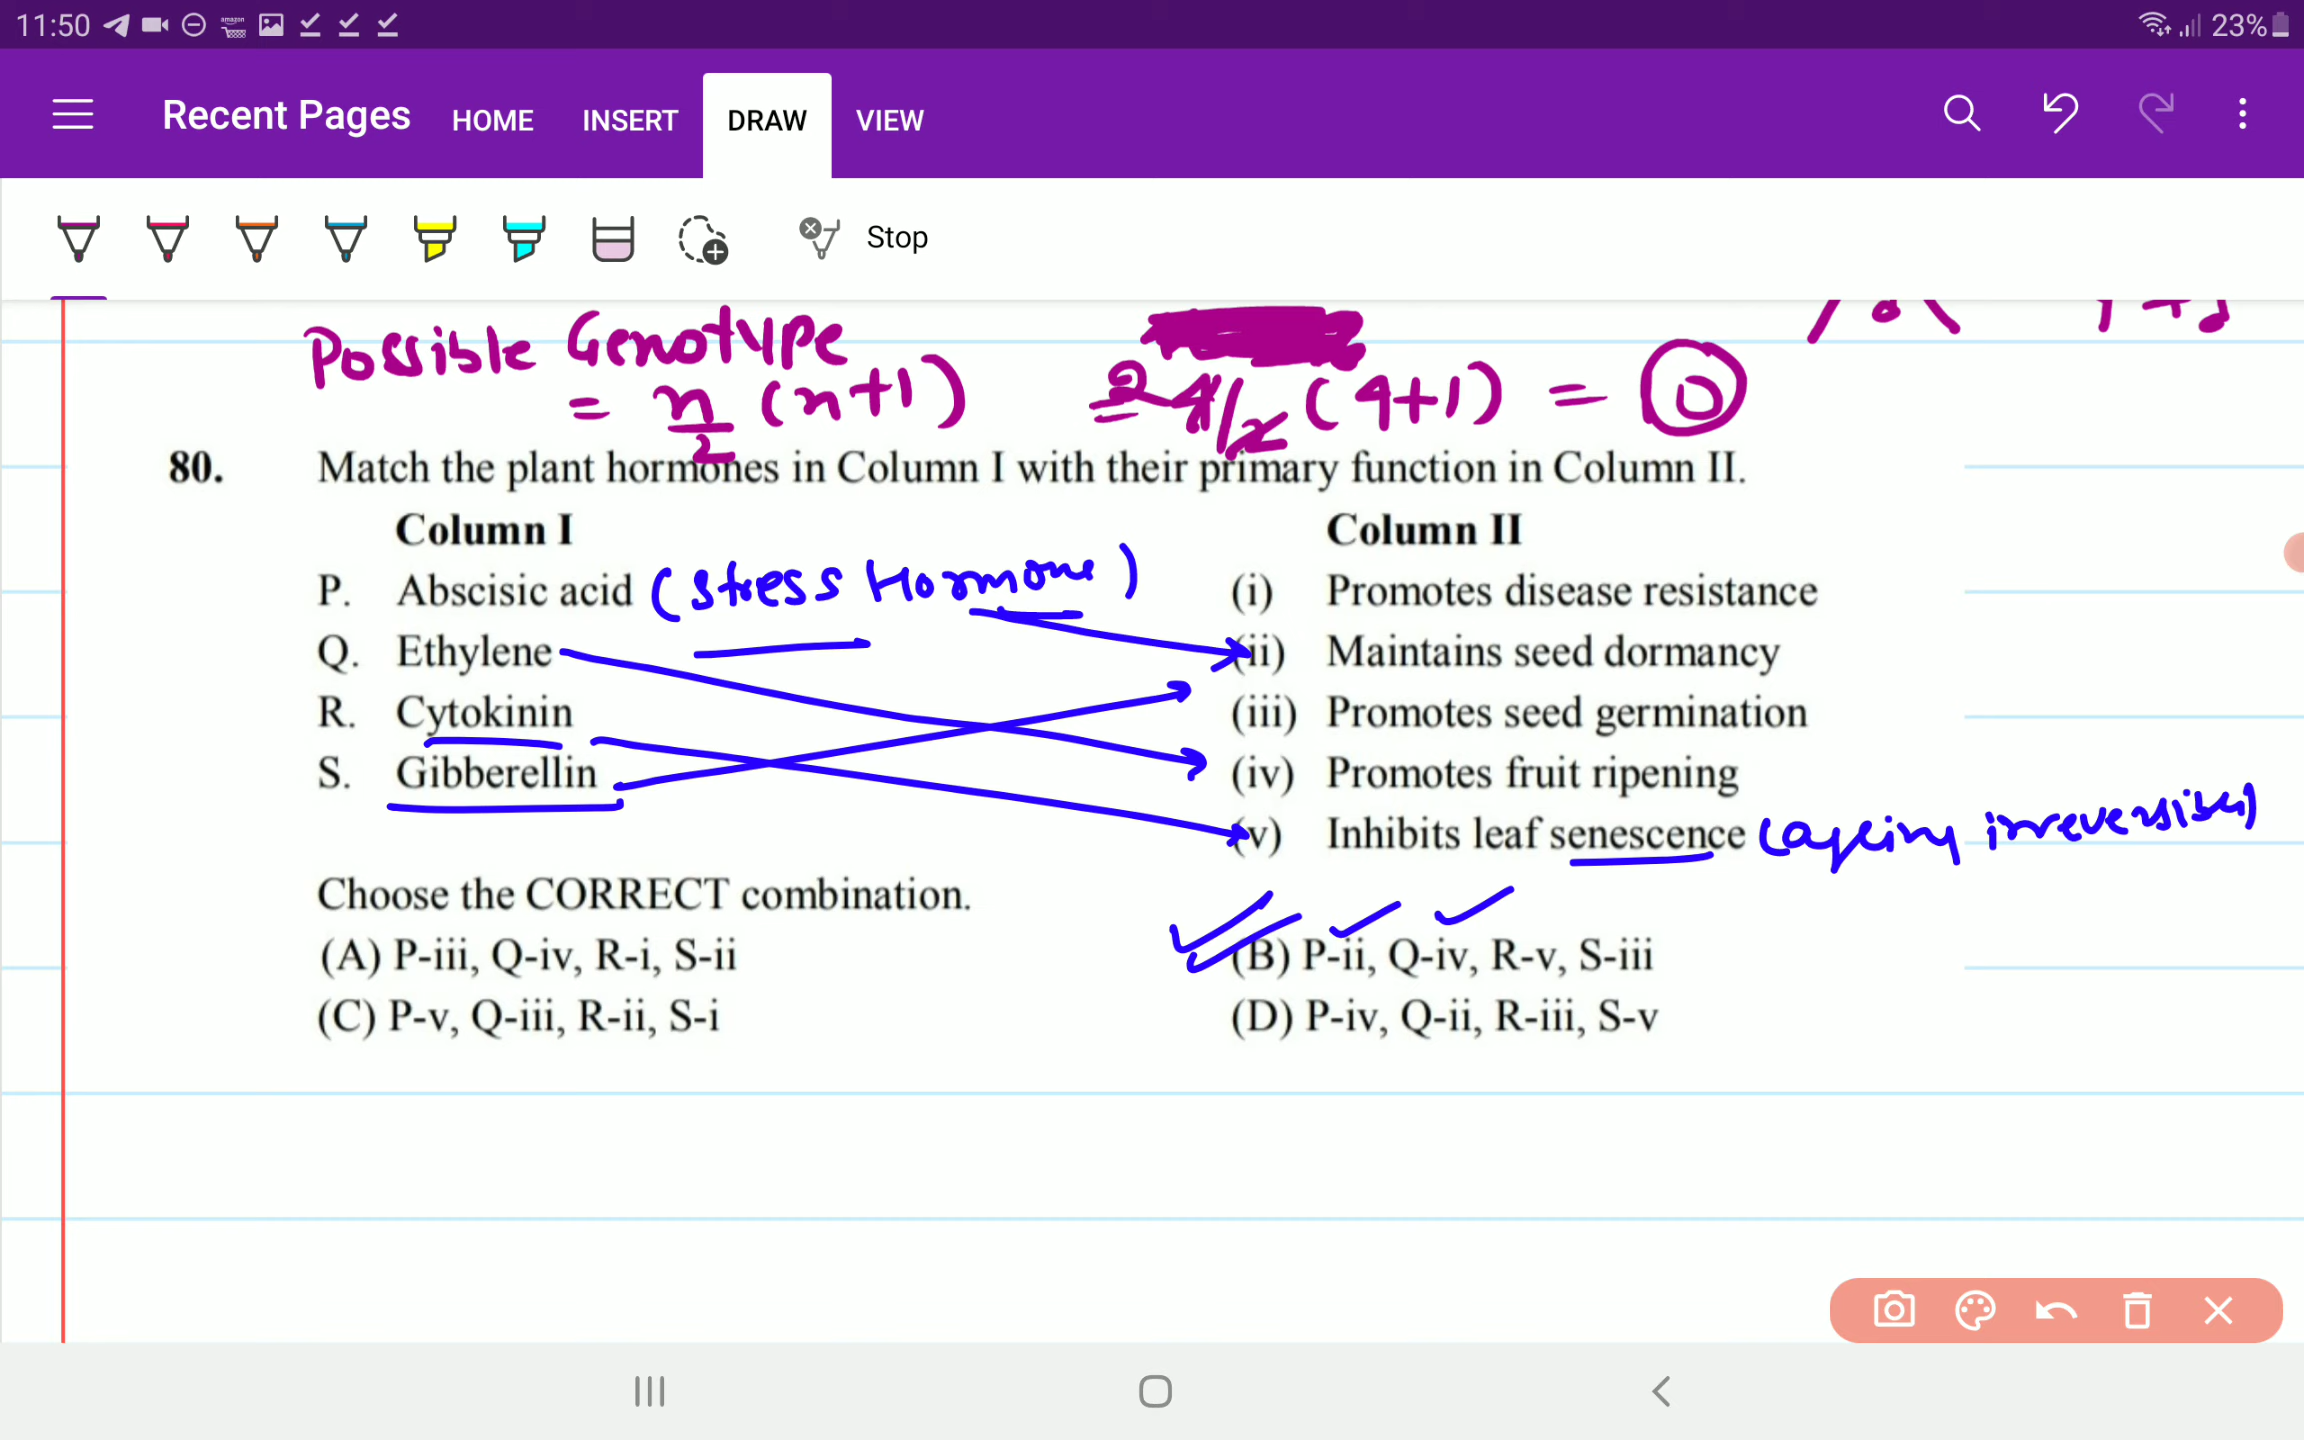 11:50 amazon 23%
Recent Pages HOME INSERT DRAW VIEW
Stop
Possible Genotype
= n/2 (n+1) = 4/2 (4+1) =
80. Match the plant hormones in Column I with their primary function in Column II.
Column I Column II
P. Abscisic acid (Stress Hormone) (i) Promotes disease resistance
Q. Ethylene (ii) Maintains seed dormancy
R. Cytokinin (iii) Promotes seed germination
S. Gibberellin (iv) Promotes fruit ripening
(v) Inhibits leaf senescence (ageing
Choose the CORRECT combination.
(A) P-iii, Q-iv, R-i, S-ii (B) P-ii, Q-iv, R-v, S-iii
(C) P-v, Q-iii, R-ii, S-i (D) P-iv, Q-ii, R-iii, S-v